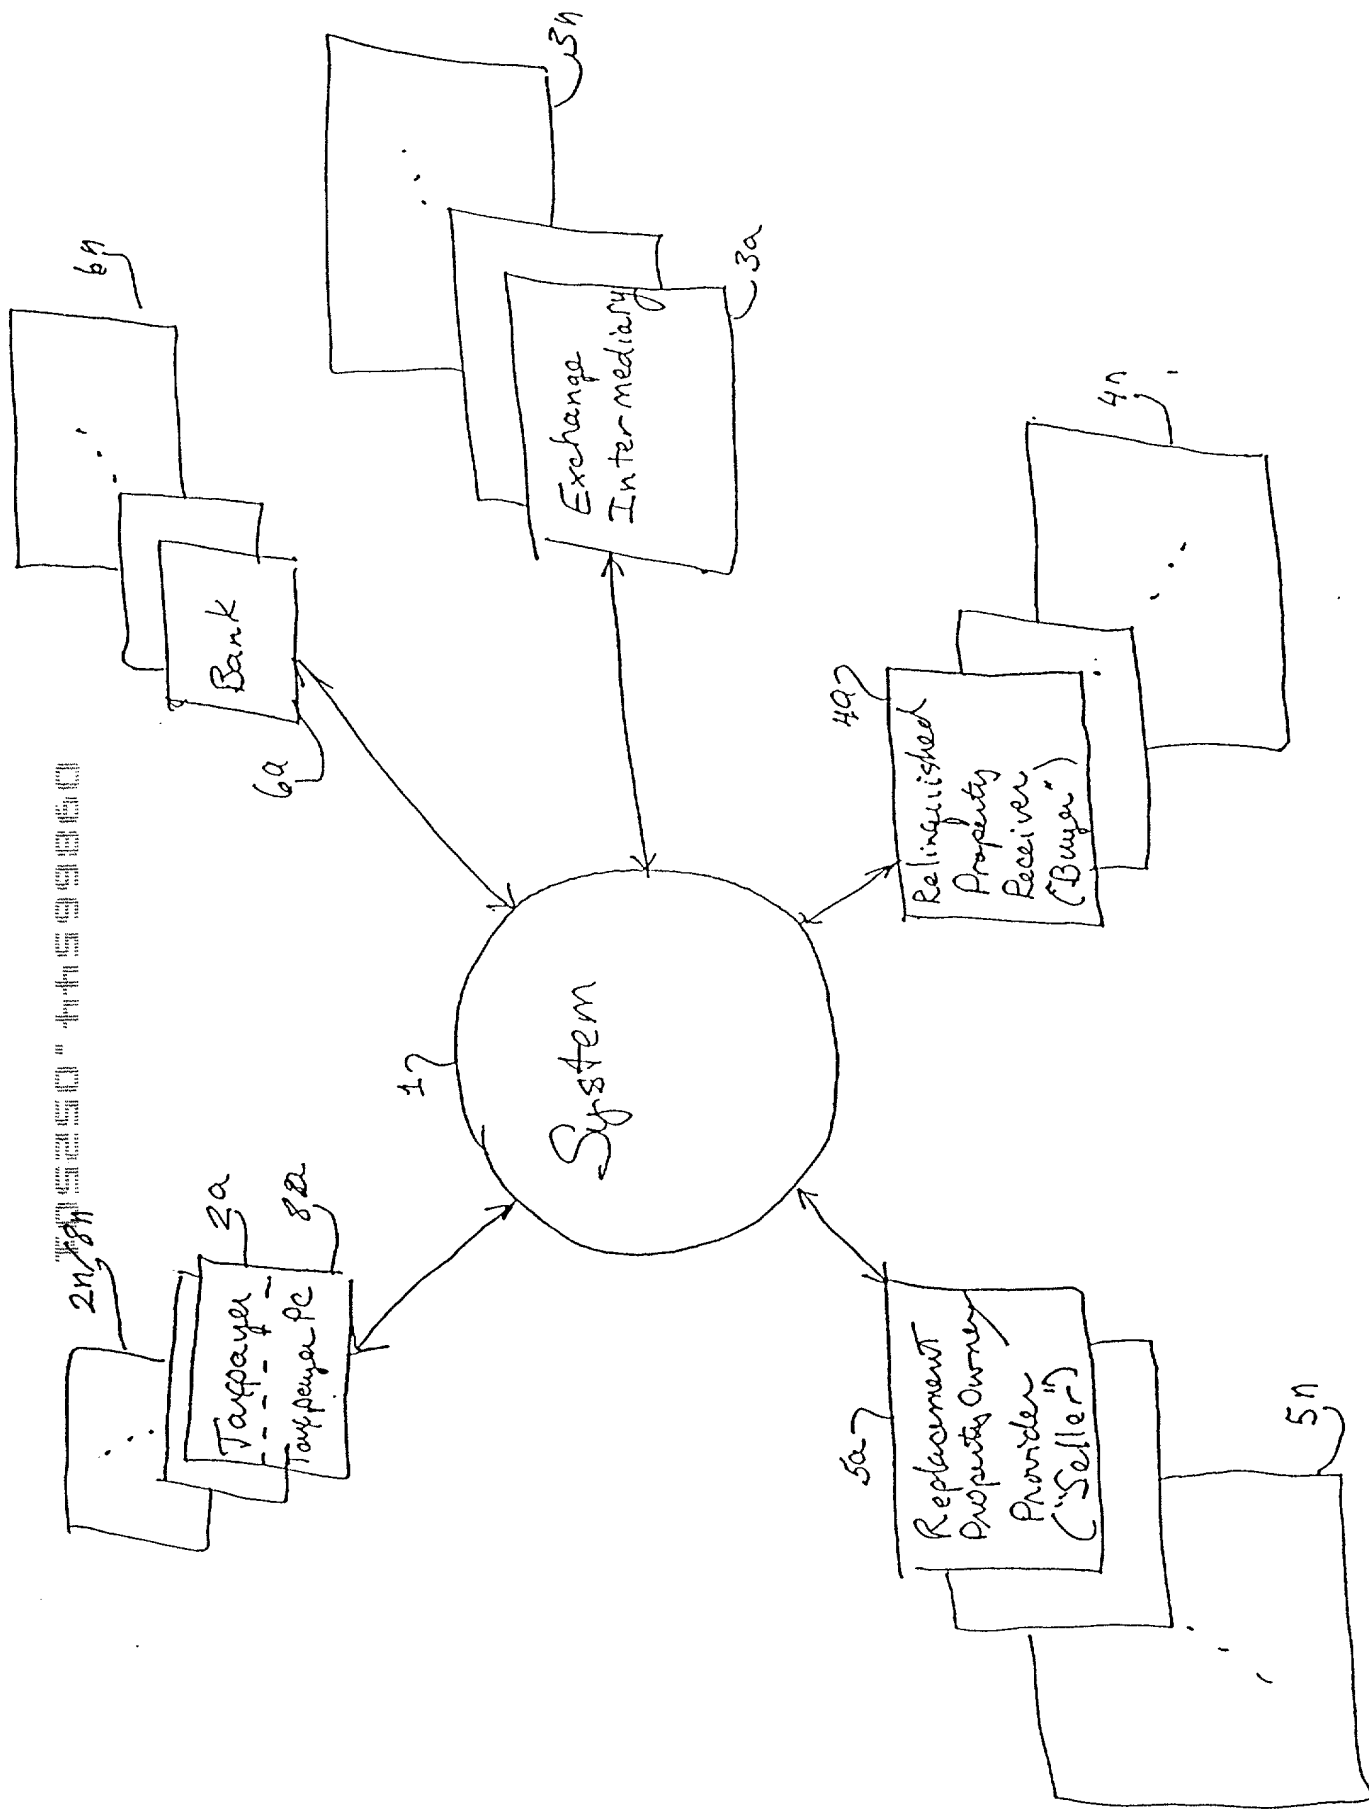 2n/8n
2a
8a
Taxpayer
Taxpayer PC
6n
Bank
6a
3n
Exchange
Intermediary
3a
1
System
4a
Relinquished
Property
Receiver
("Buyer")
4n
5a
Replacement
Property Owner/
Provider
("Seller")
5n